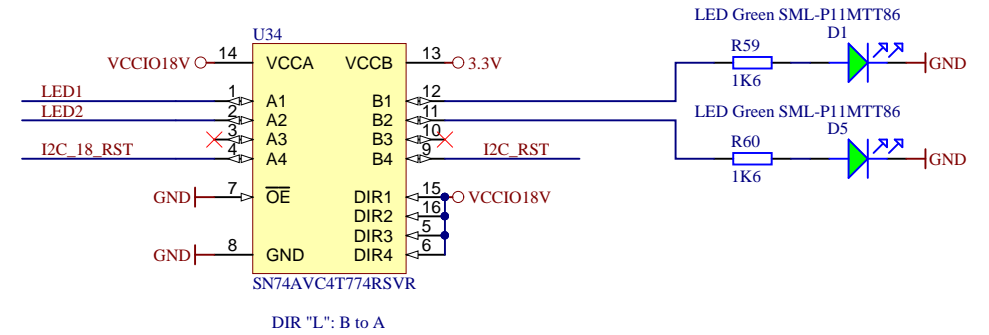 LED Green SML-P11MTT86
D1
R59
1K6
GND
U34
VCCIO18V 14 VCCA VCCB 13 3.3V
LED1 1 A1 B1 12
LED2 2 A2 B2 11
3 A3 B3 10
I2C_18_RST 4 A4 B4 9 I2C_RST
LED Green SML-P11MTT86
D5
R60
1K6
GND
GND 7 OE DIR1 15 VCCIO18V
DIR2 16
DIR3 5
GND 8 GND DIR4 6
SN74AVC4T774RSVR
DIR "L": B to A